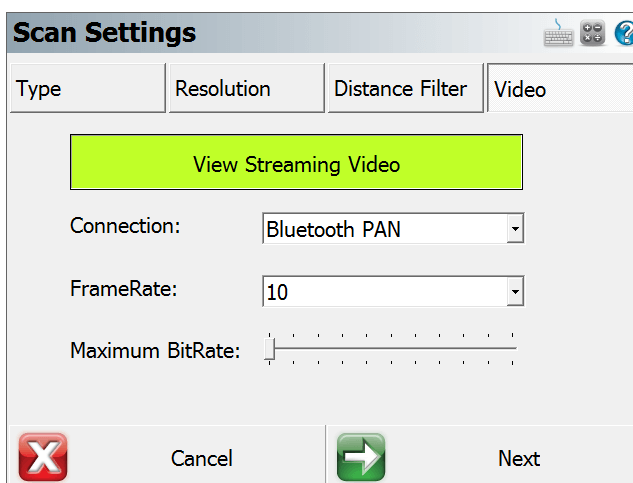 Scan Settings
Type
Resolution
Distance Filter
Video
View Streaming Video
Connection:
Bluetooth PAN
FrameRate:
10
Maximum BitRate:
Cancel
Next